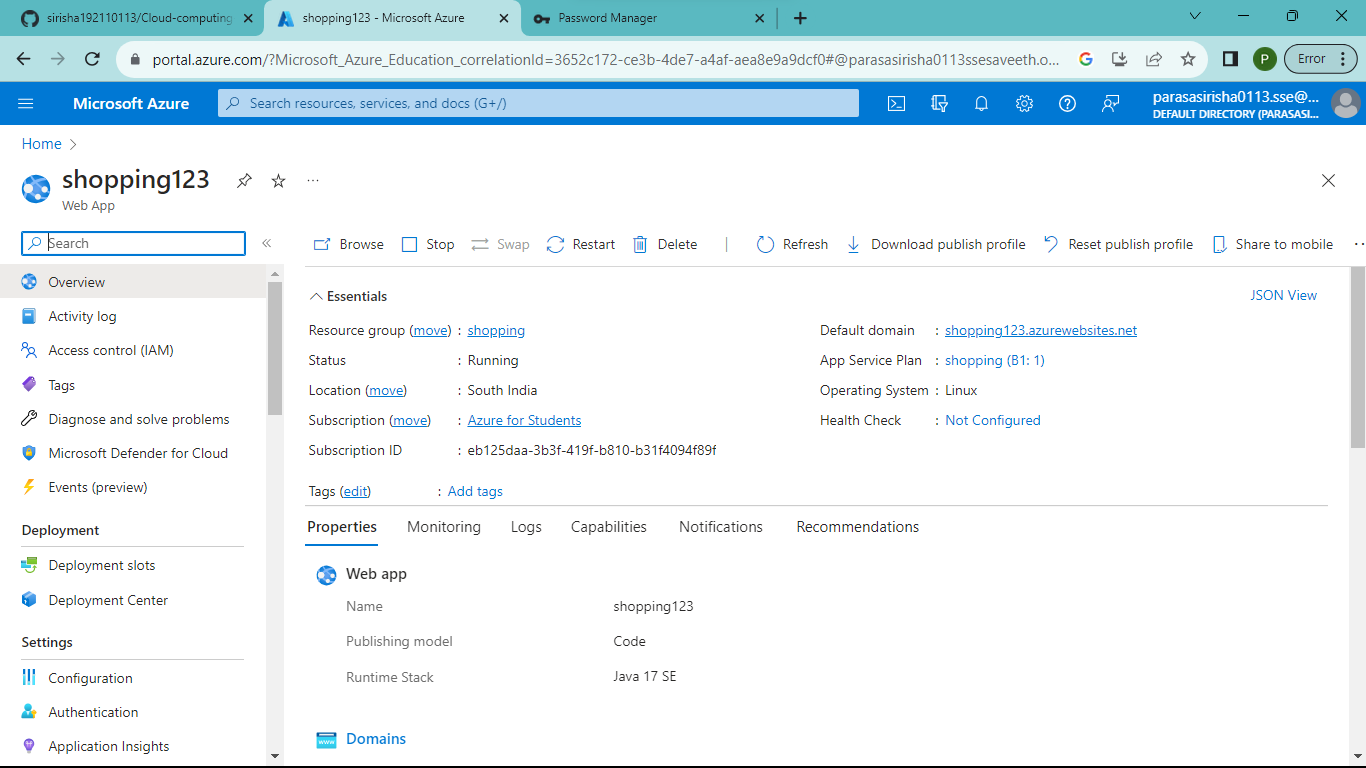 sirisha192110113/Cloud-computing
shopping123 - Microsoft Azure
Password Manager
portal.azure.com/?Microsoft_Azure_Education_correlationId=3652c172-ce3b-4de7-a4af-aea8e9a9dcf0#@parasasirisha0113ssesaveeth.o...
P
Error
Microsoft Azure
Search resources, services, and docs (G+/)
parasasirisha0113.sse@...
DEFAULT DIRECTORY (PARASASI...
Home
shopping123
Web App
Search
Browse
Stop
Swap
Restart
Delete
Refresh
Download publish profile
Reset publish profile
Share to mobile
Overview
Activity log
Access control (IAM)
Tags
Diagnose and solve problems
Microsoft Defender for Cloud
Events (preview)
Deployment
Deployment slots
Deployment Center
Settings
Configuration
Authentication
Application Insights
Essentials
JSON View
Resource group (move) : shopping
Status : Running
Location (move) : South India
Subscription (move) : Azure for Students
Subscription ID : eb125daa-3b3f-419f-b810-b31f4094f89f
Default domain : shopping123.azurewebsites.net
App Service Plan : shopping (B1: 1)
Operating System : Linux
Health Check : Not Configured
Tags (edit) : Add tags
Properties
Monitoring
Logs
Capabilities
Notifications
Recommendations
Web app
Name shopping123
Publishing model Code
Runtime Stack Java 17 SE
www
Domains